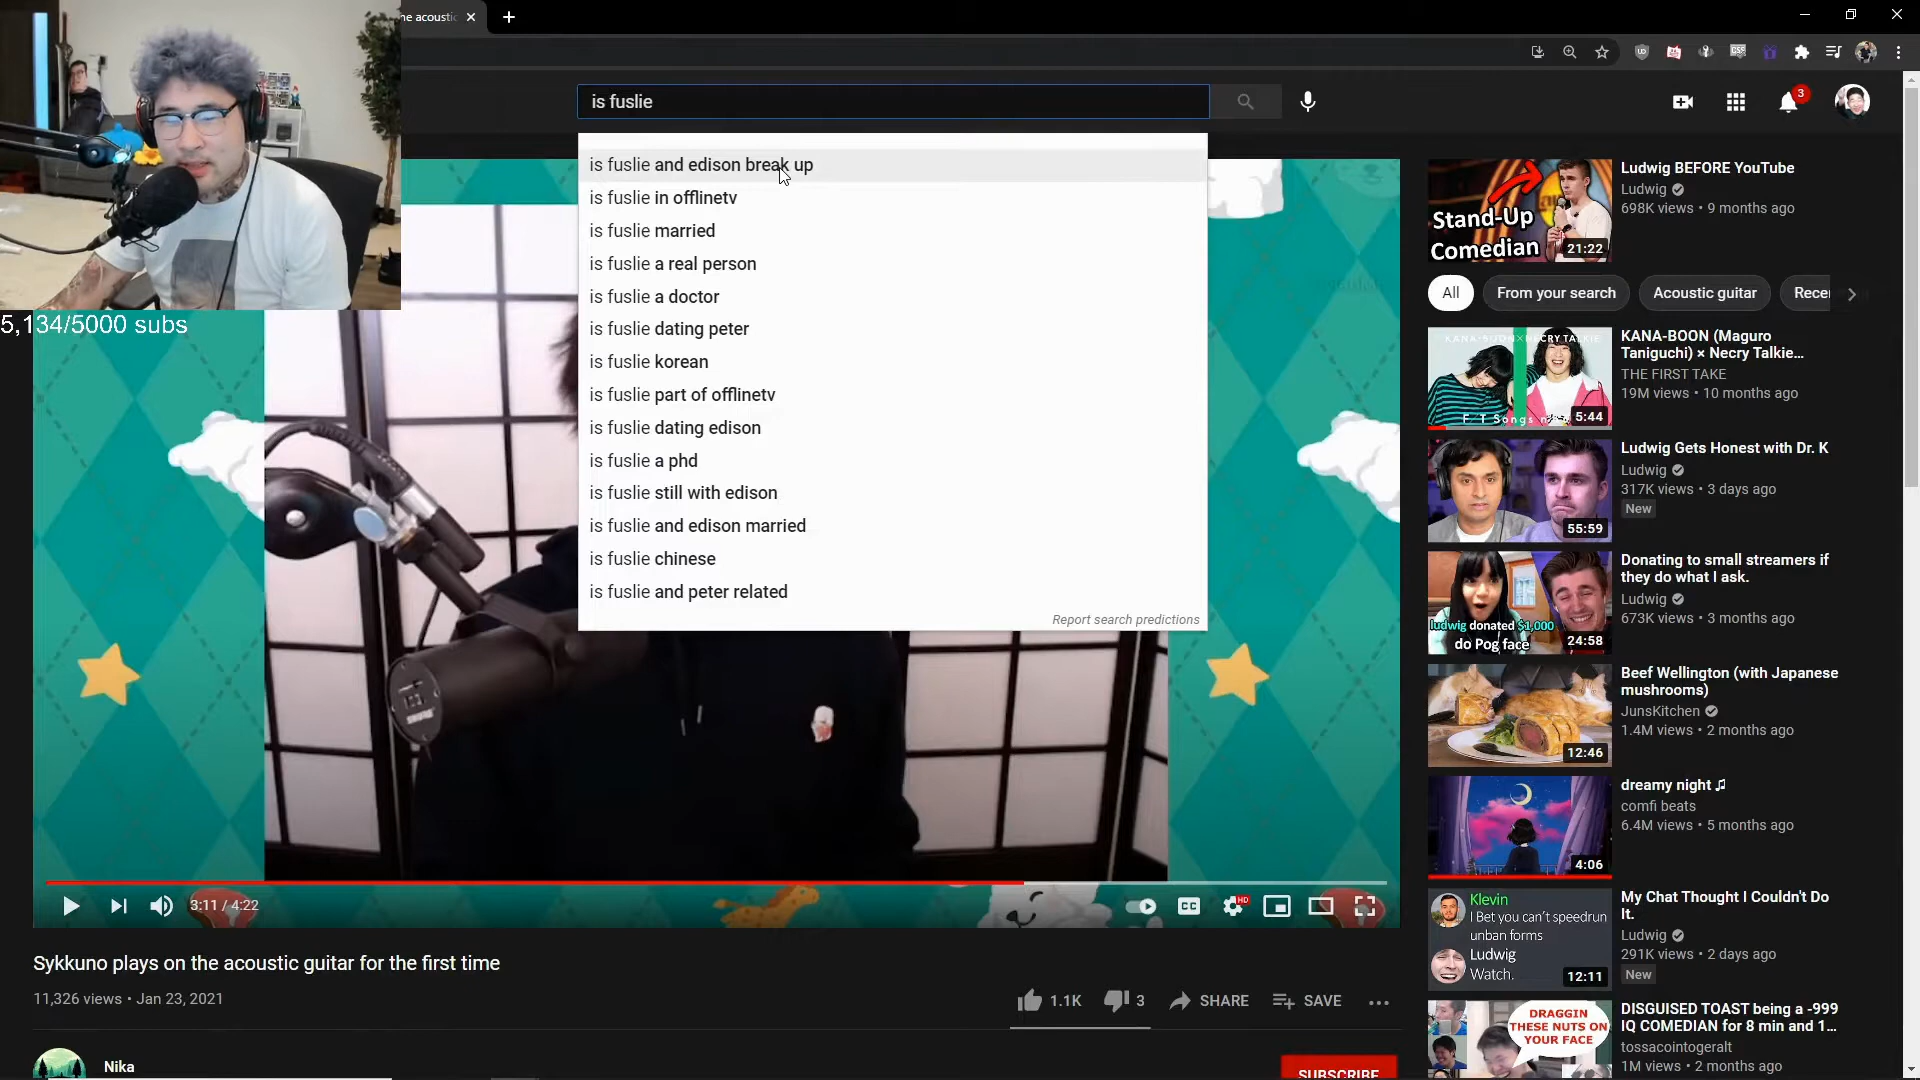 he acoustic
is fuslie
3
is fuslie and edison break up
is fuslie in offlinetv
is fuslie married
is fuslie a real person
is fuslie a doctor
is fuslie dating peter
is fuslie korean
is fuslie part of offlinetv
is fuslie dating edison
is fuslie a phd
is fuslie still with edison
is fuslie and edison married
is fuslie chinese
is fuslie and peter related
Report search predictions
5,134/5000 subs
3:11 / 4:22
CC
HD
Sykkuno plays on the acoustic guitar for the first time
11,326 views • Jan 23, 2021
1.1K
3
SHARE
SAVE
Nika
SUBSCRIBE
Stand-Up
Comedian
21:22
Ludwig BEFORE YouTube
Ludwig
698K views • 9 months ago
All
From your search
Acoustic guitar
Recen
5:44
KANA-BOON (Maguro
Taniguchi) × Necry Talkie...
THE FIRST TAKE
19M views • 10 months ago
55:59
Ludwig Gets Honest with Dr. K
Ludwig
317K views • 3 days ago
New
ludwig donated $1,000
do Pog face
24:58
Donating to small streamers if
they do what I ask.
Ludwig
673K views • 3 months ago
12:46
Beef Wellington (with Japanese
mushrooms)
JunsKitchen
1.4M views • 2 months ago
4:06
dreamy night ♫
comfi beats
6.4M views • 5 months ago
Klevin
I Bet you can't speedrun
unban forms
Ludwig
Watch.
12:11
My Chat Thought I Couldn't Do
It.
Ludwig
291K views • 2 days ago
New
DRAGGIN
THESE NUTS ON
YOUR FACE
DISGUISED TOAST being a -999
IQ COMEDIAN for 8 min and 1...
tossacointogeralt
1M views • 2 months ago